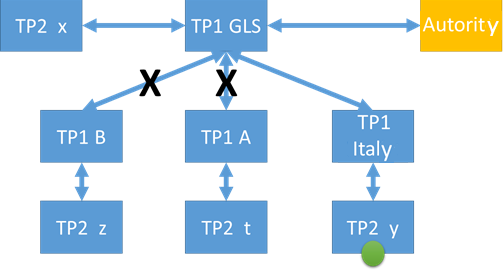 TP2 x
TP1 GLS
Autority
X
X
TP1 B
TP1 A
TP1
Italy
TP2 z
TP2 t
TP2 y